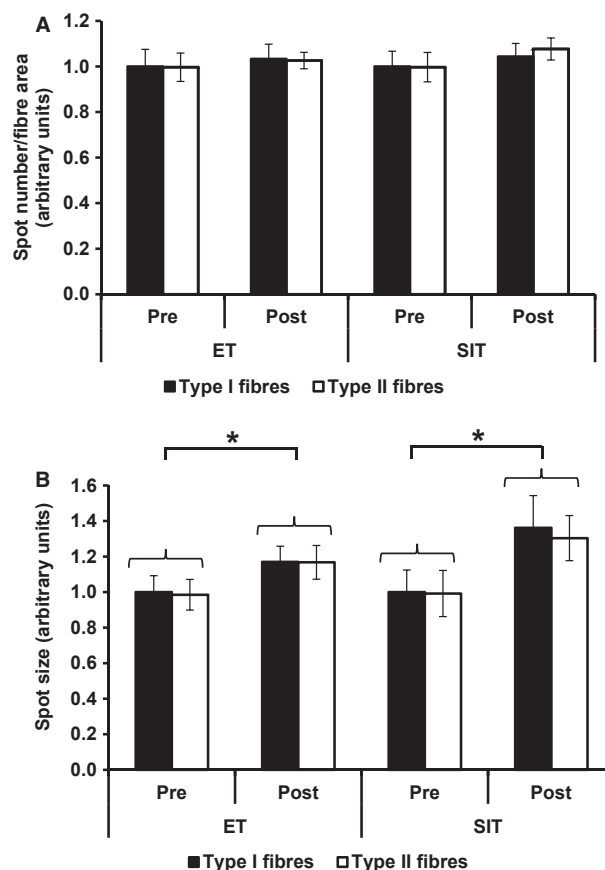 A
Spot number/fibre area
(arbitrary units)
1.2
1.0
0.8
0.6
0.4
0.2
0.0
Pre Post Pre Post
ET SIT
Type I fibres Type II fibres
* *
B
Spot size (arbitrary units)
1.6
1.4
1.2
1.0
0.8
0.6
0.4
0.2
0.0
Pre Post Pre Post
ET SIT
Type I fibres Type II fibres